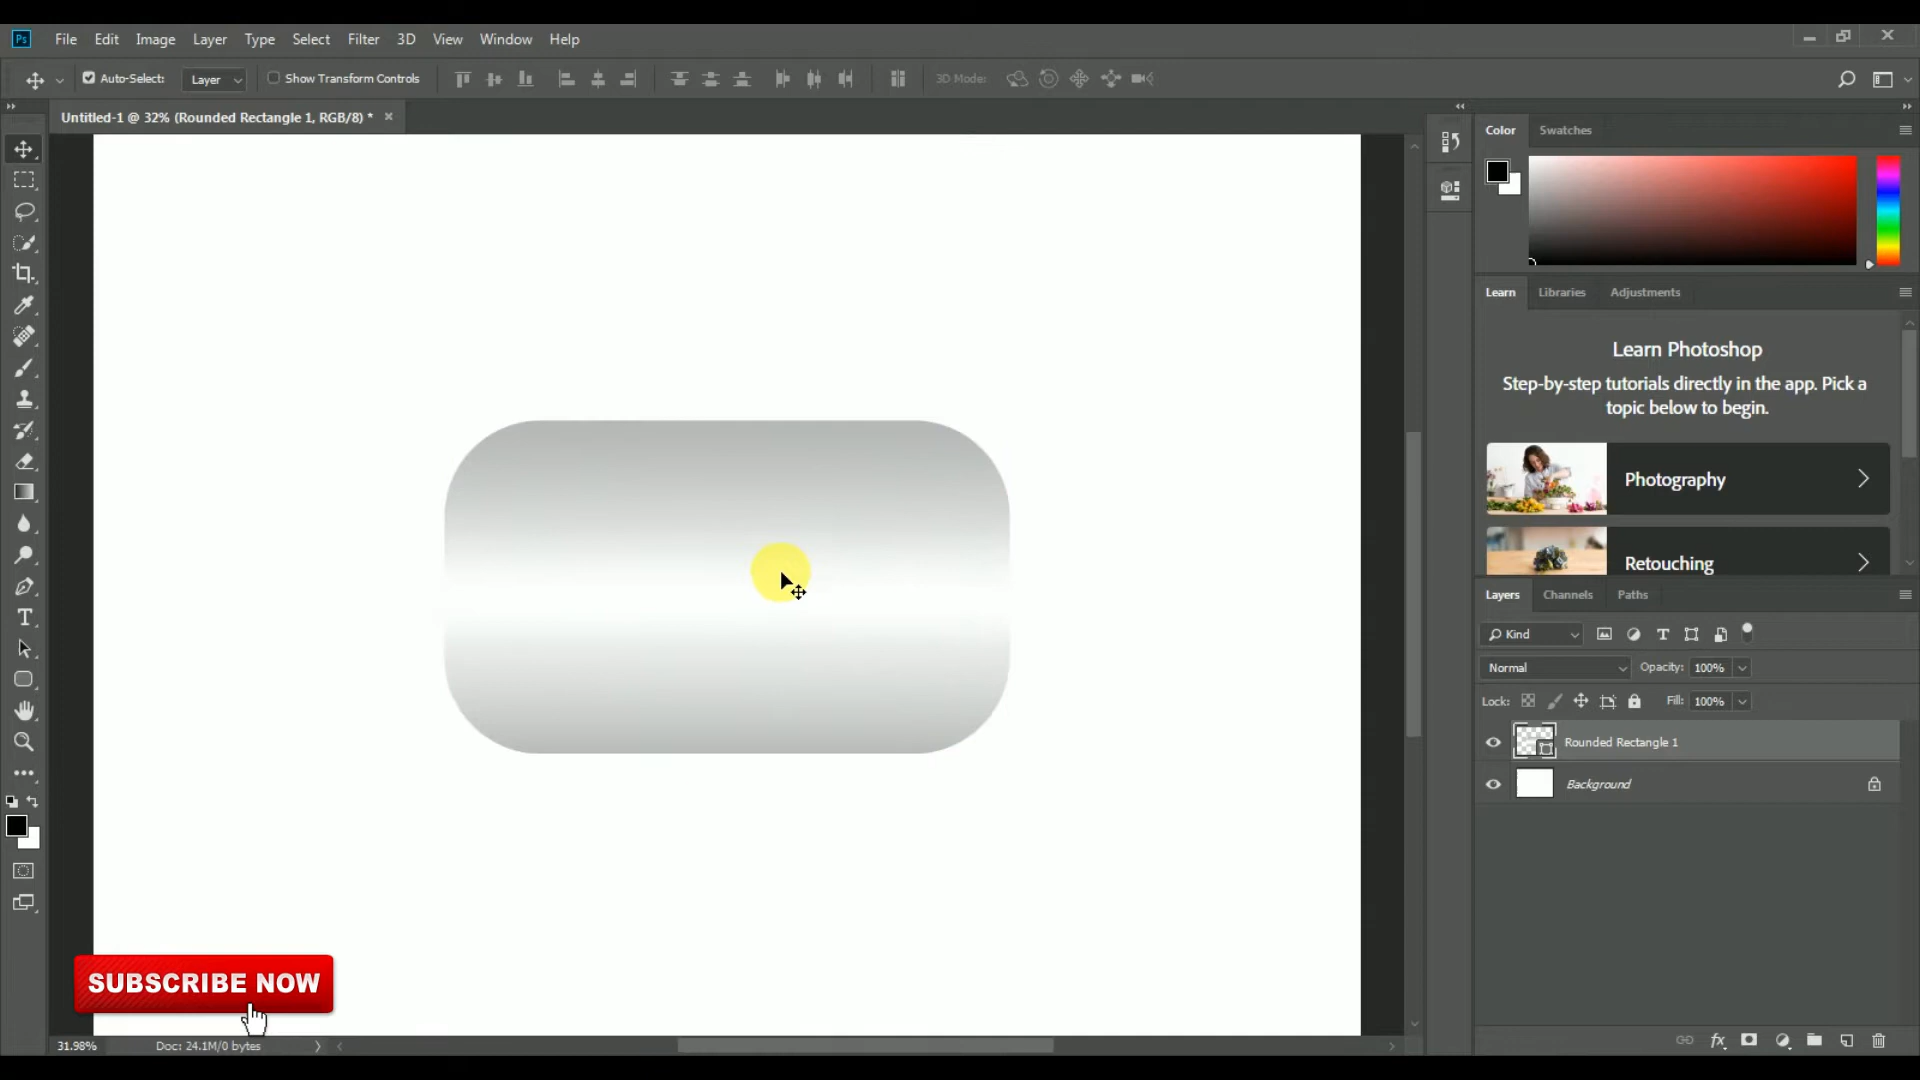 Ps File Edit Image Layer Type Select Filter 3D View Window Help
Auto-Select: Layer Show Transform Controls 3D Mode:
Untitled-1 @ 32% (Rounded Rectangle 1, RGB/8) *
Color Swatches
Learn Libraries Adjustments
Learn Photoshop
Step-by-step tutorials directly in the app. Pick a
topic below to begin.
Photography
Retouching
Layers Channels Paths
Kind
Normal Opacity: 100%
Lock: Fill: 100%
Rounded Rectangle 1
Background
SUBSCRIBE NOW
31.98% Doc: 24.1M/0 bytes
fx